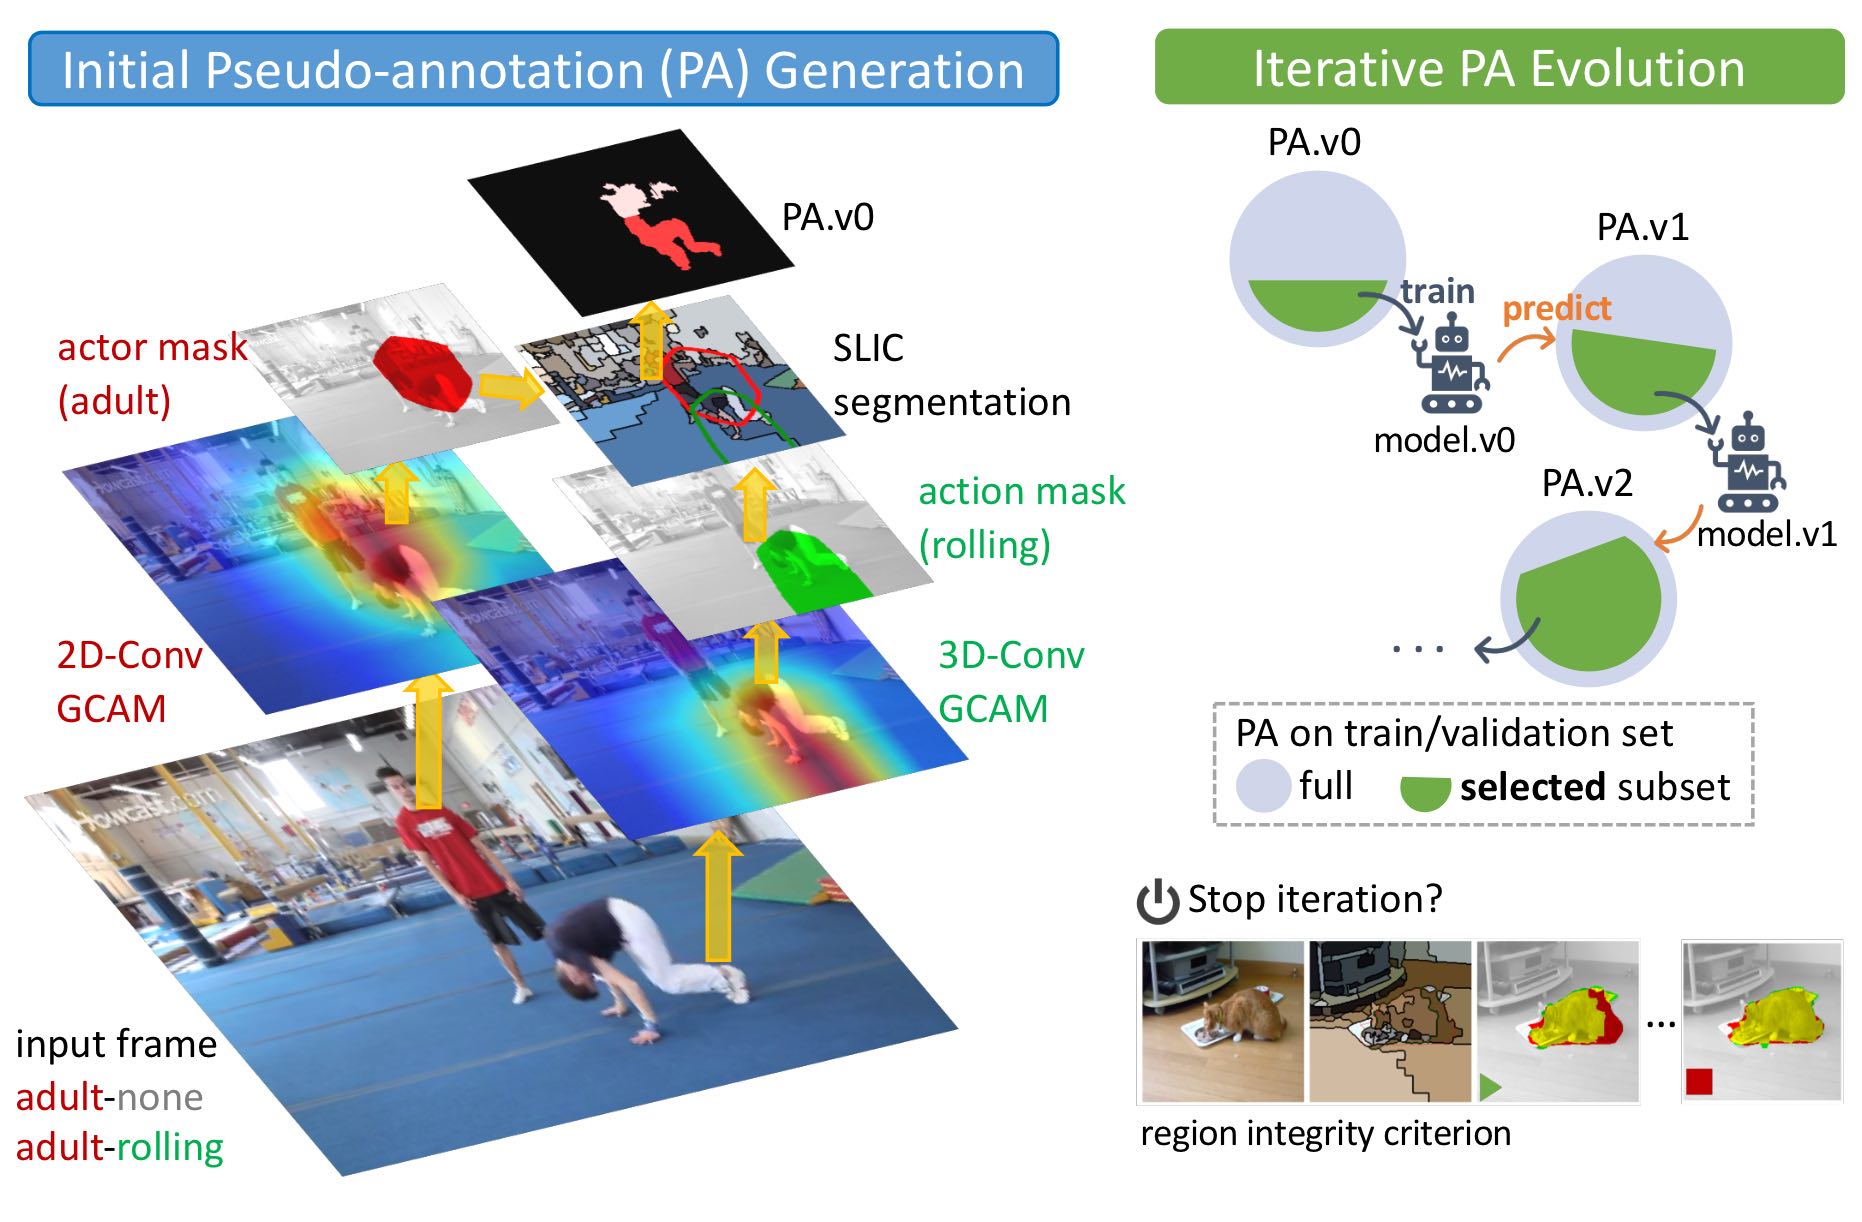 Initial Pseudo-annotation (PA) Generation
PA.v0
actor mask
(adult)
SLIC
segmentation
action mask
(rolling)
2D-Conv
GCAM
3D-Conv
GCAM
Howcast.com
input frame
adult-none
adult-rolling
Iterative PA Evolution
PA.v0
PA.v1
train
predict
model.v0
PA.v2
model.v1
...
PA on train/validation set
full
selected subset
Stop iteration?
...
region integrity criterion